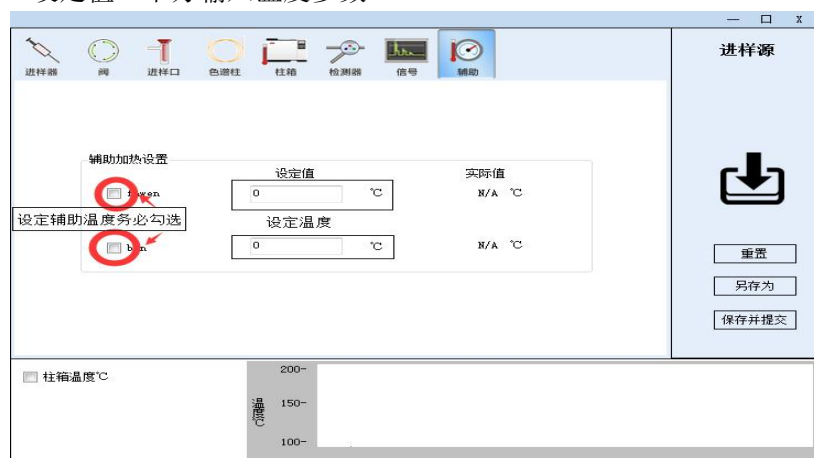 — □ X
进样器 阀 进样口 色谱柱 柱箱 检测器 信号 辅助
进样源
辅助加热设置
设定值 实际值
0 ℃ N/A ℃
设定辅助温度务必勾选
设定温度
0 ℃ N/A ℃
重置
另存为
保存并提交
柱箱温度℃
200-
150-
温度℃
100-